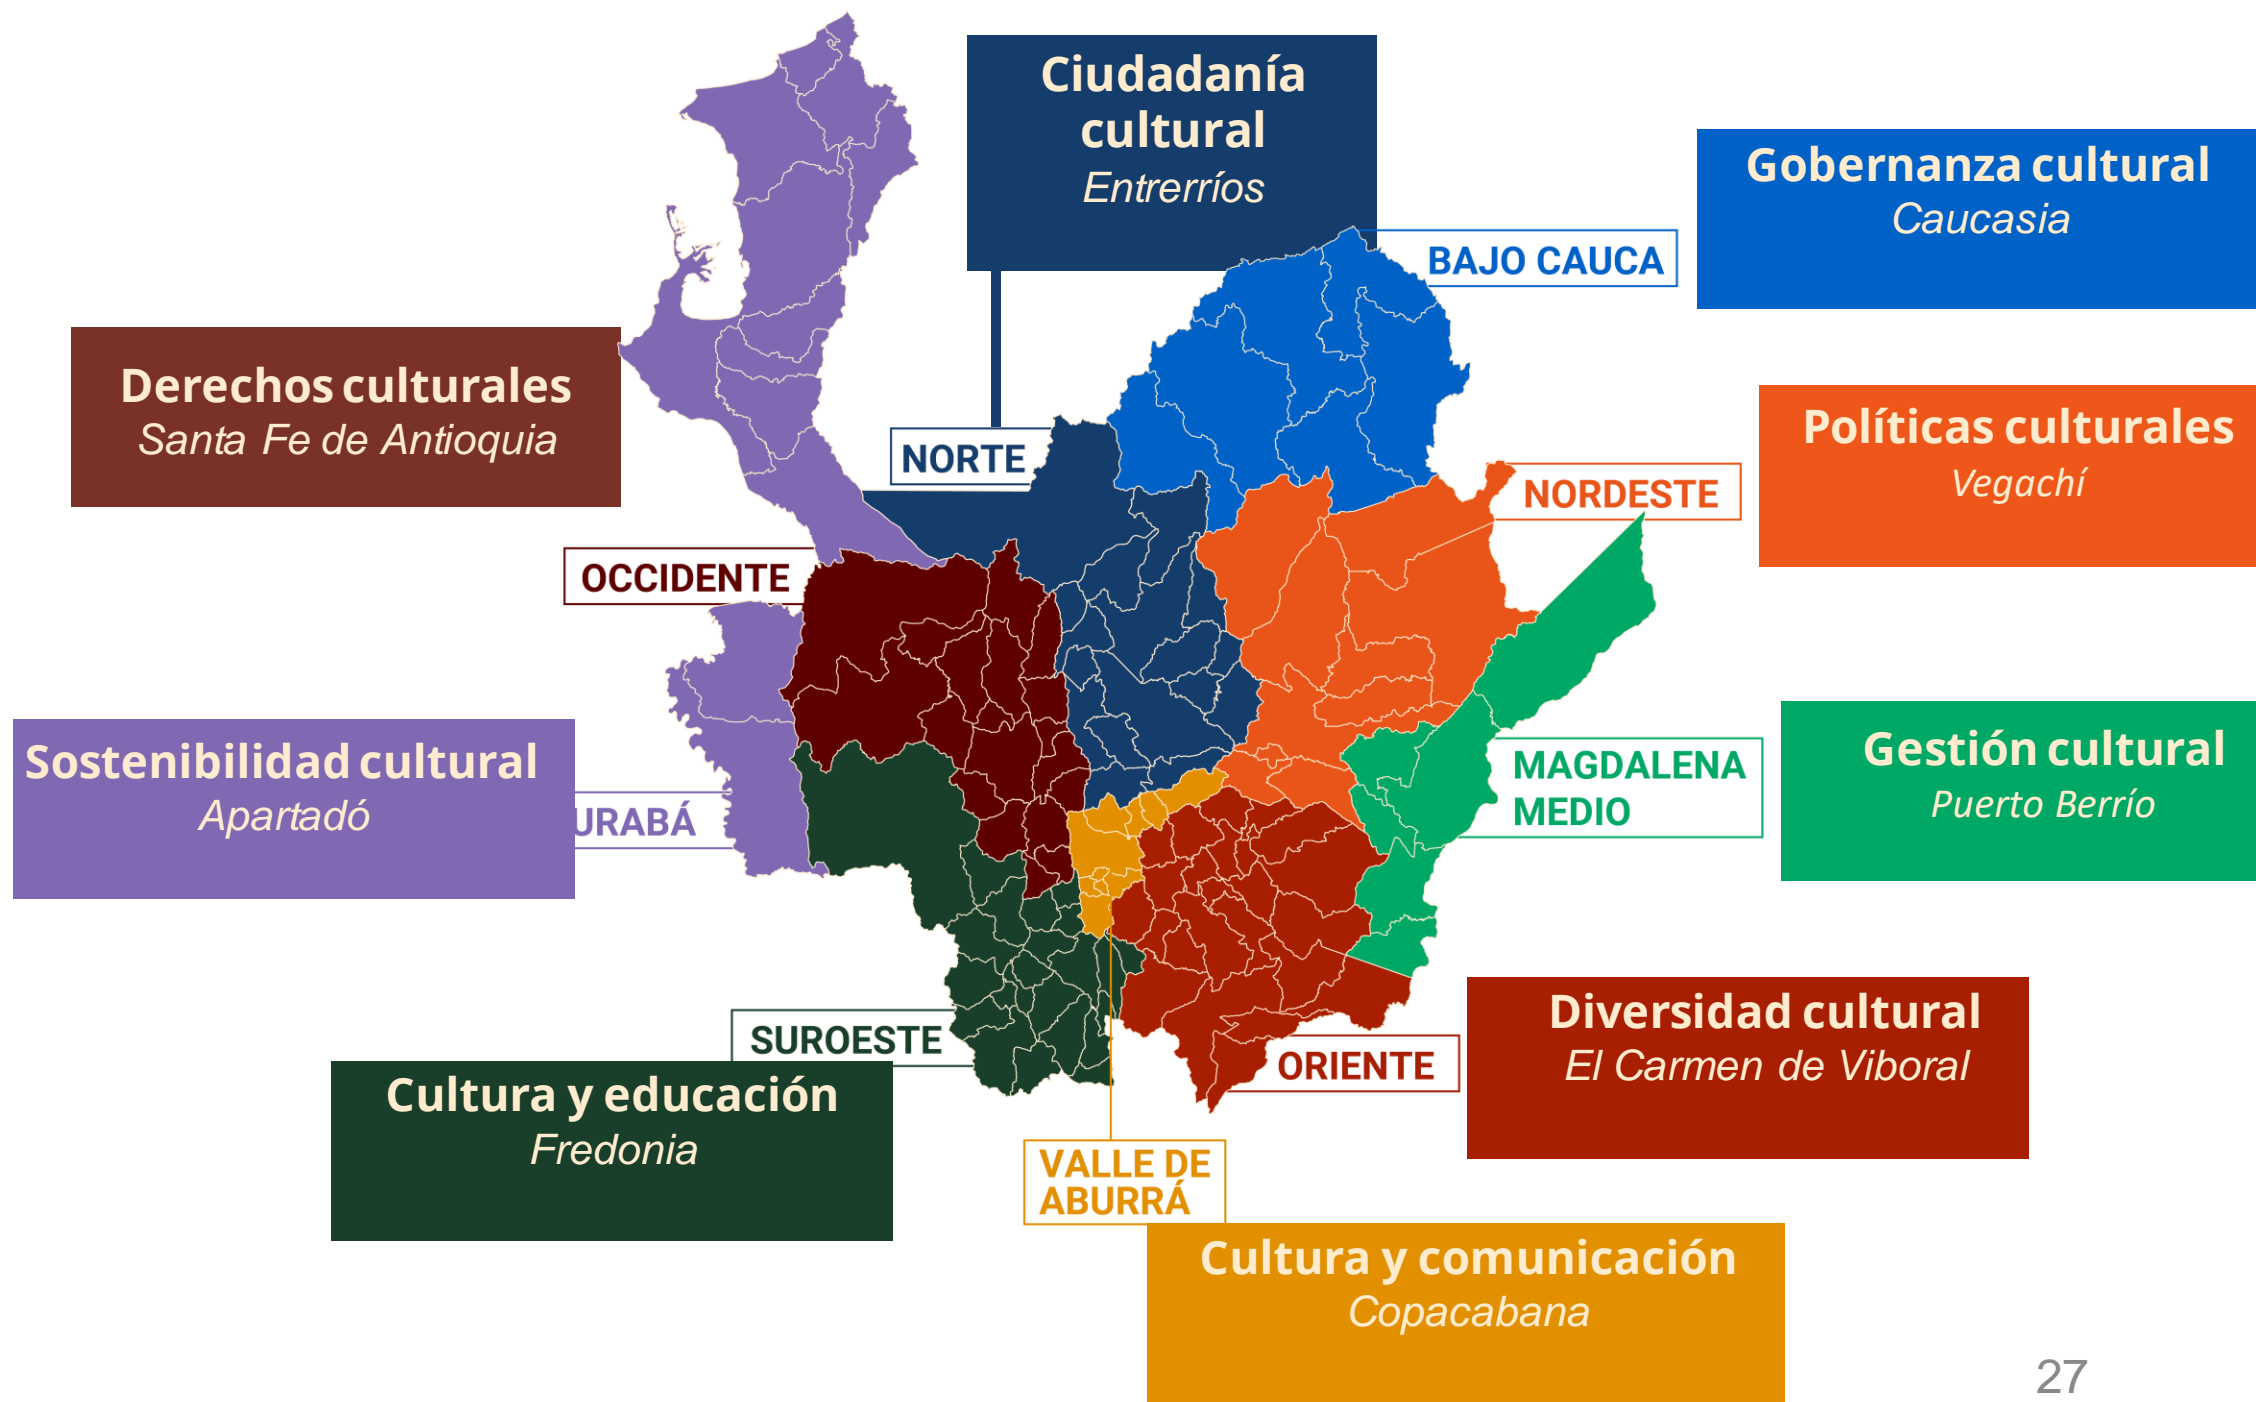 Ciudadanía
cultural
Entrerríos
Gobernanza cultural
Caucasia
BAJO CAUCA
Derechos culturales
Santa Fe de Antioquia
NORTE
Políticas culturales
Vegachí
NORDESTE
OCCIDENTE
Sostenibilidad cultural
Apartadó
URABÁ
MAGDALENA
MEDIO
Gestión cultural
Puerto Berrío
SUROESTE
Cultura y educación
Fredonia
ORIENTE
Diversidad cultural
El Carmen de Viboral
VALLE DE
ABURRÁ
Cultura y comunicación
Copacabana
27